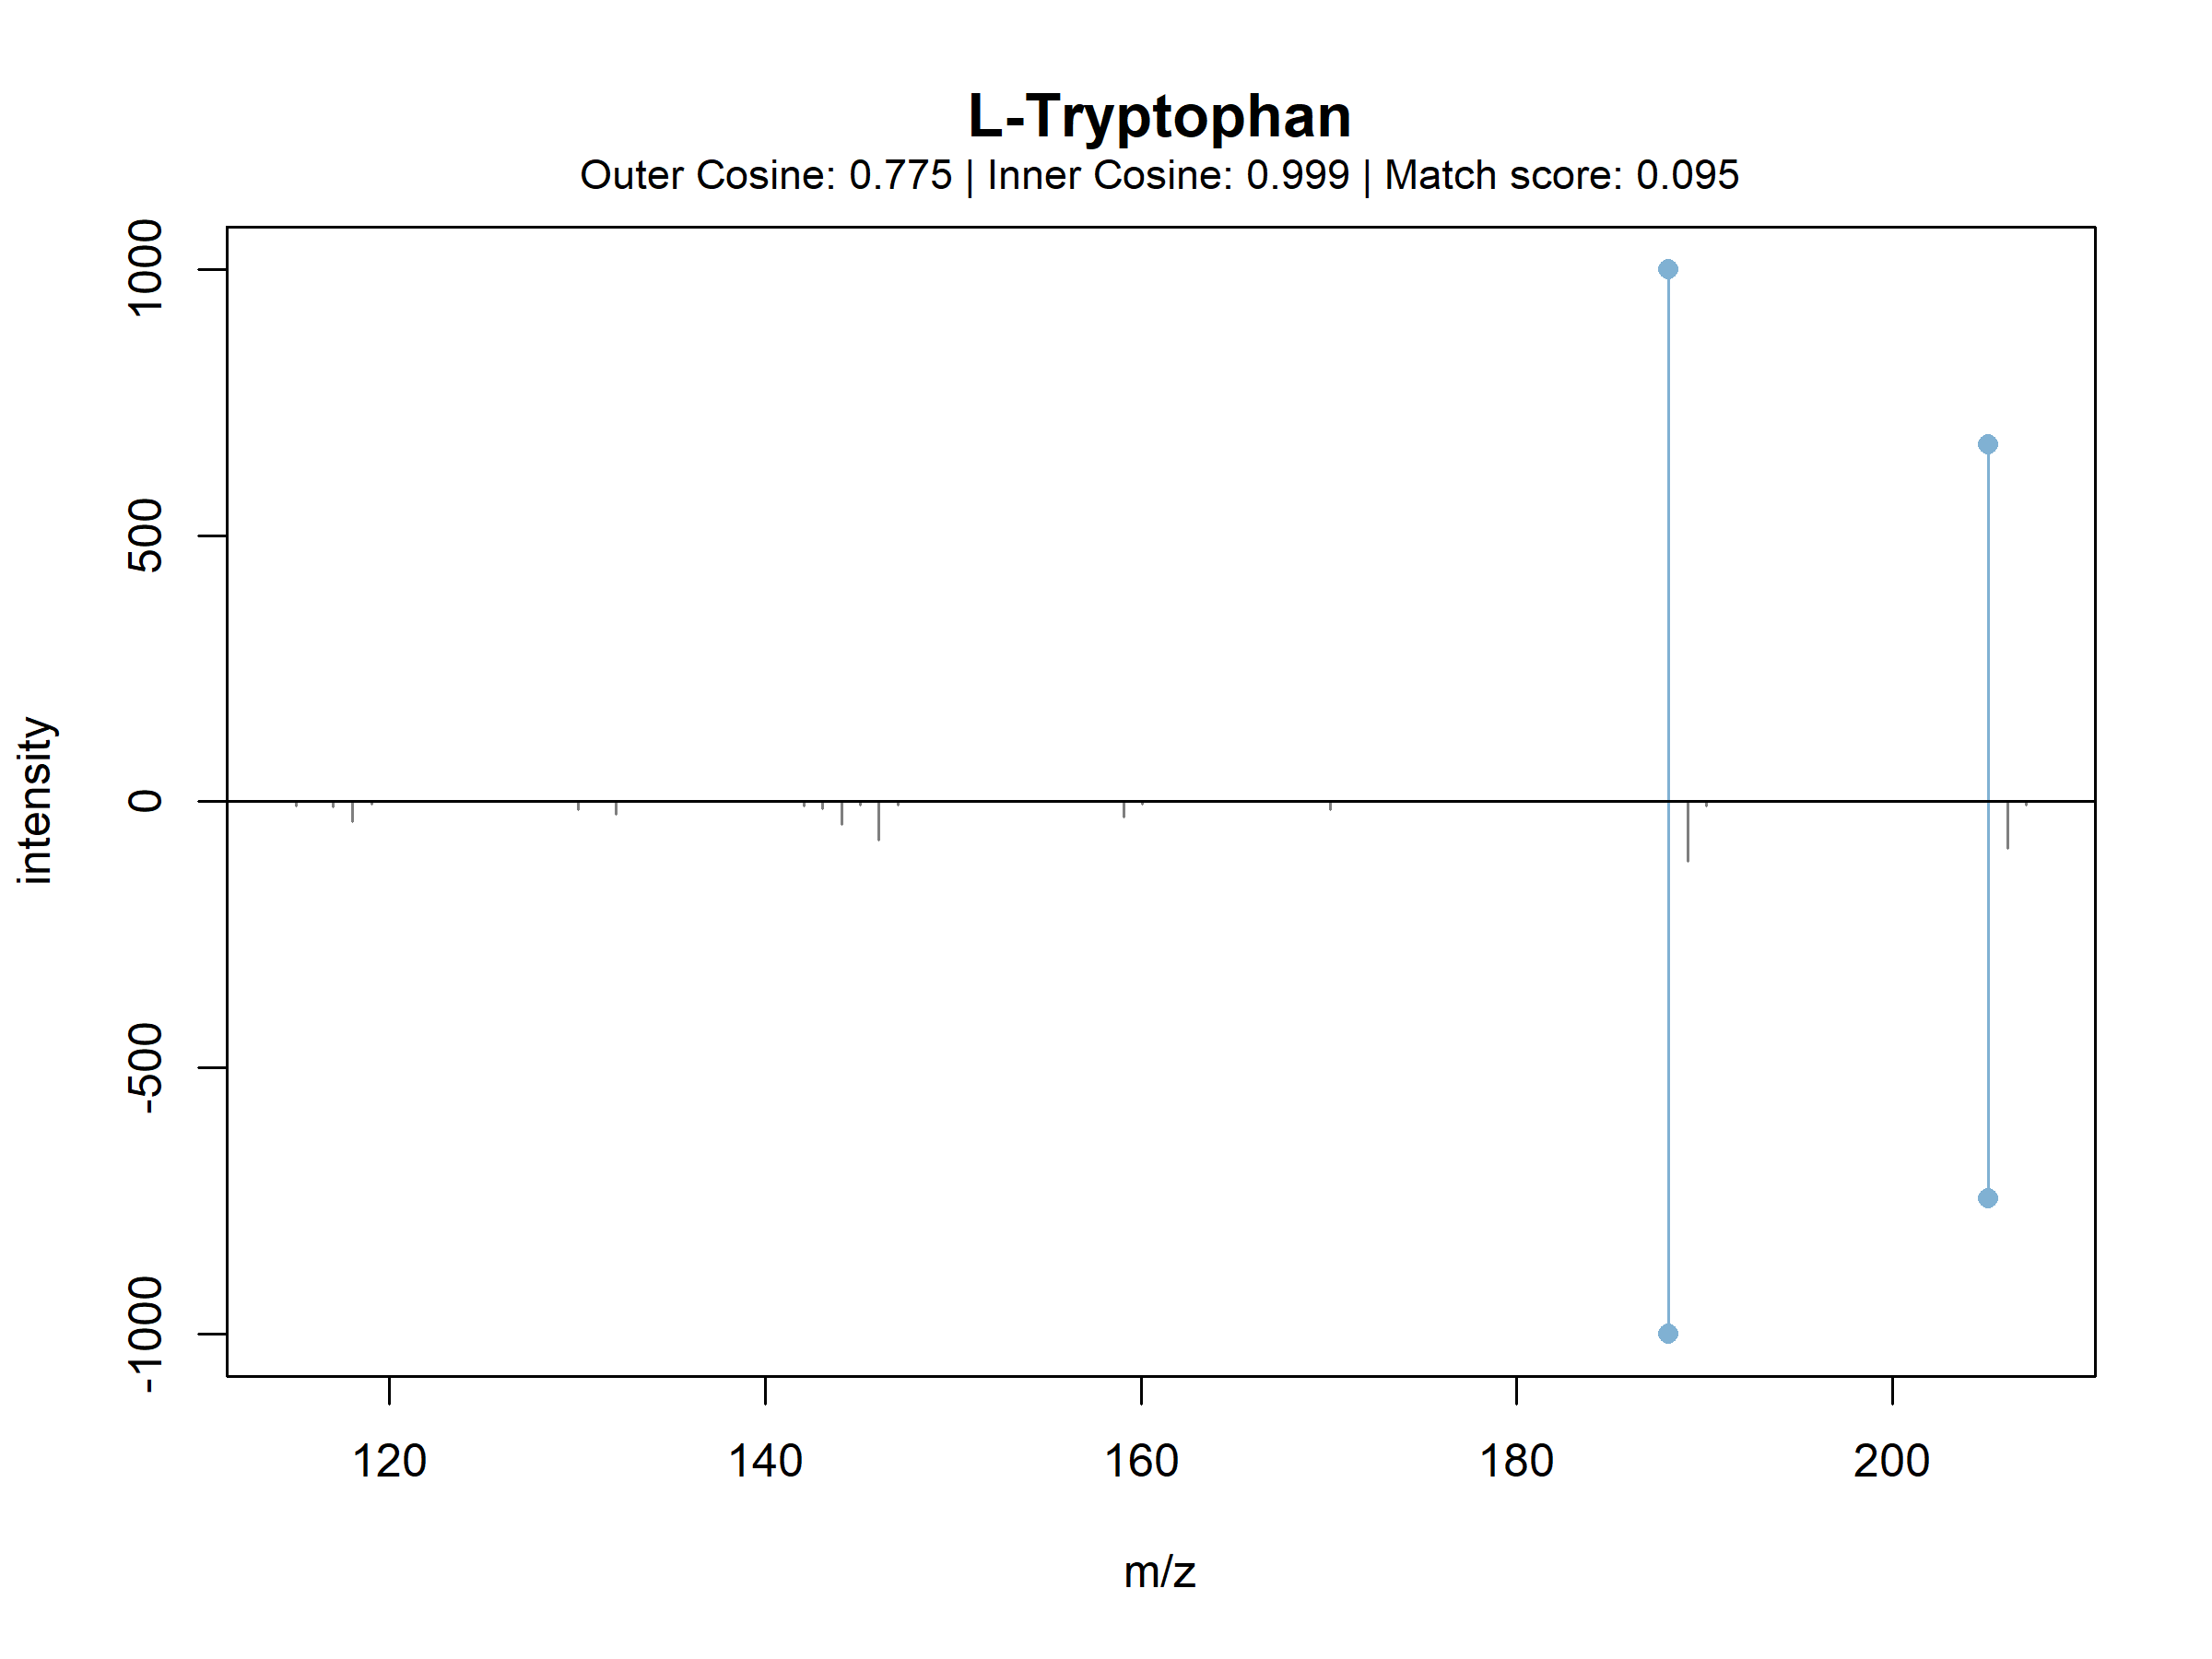 L-Tryptophan
Outer Cosine: 0.775 | Inner Cosine: 0.999 | Match score: 0.095
1000
500
0
-500
-1000
intensity
120 140 160 180 200
m/z